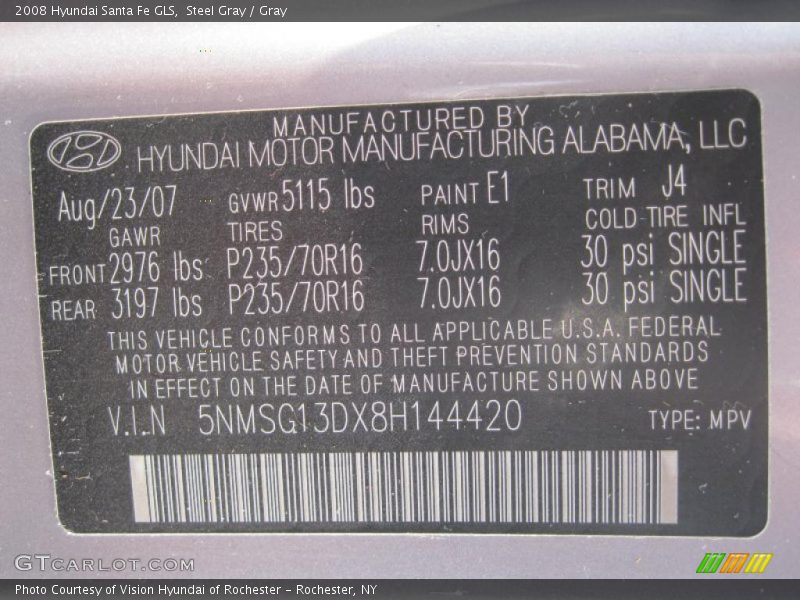 2008 Hyundai Santa Fe GLS,  Steel Gray / Gray
MANUFACTURED BY
HYUNDAI MOTOR MANUFACTURING ALABAMA, LLC
Aug/23/07 GVWR 5115 lbs PAINT E1 TRIM J4
GAWR TIRES RIMS COLD TIRE INFL
FRONT 2976 lbs P235/70R16 7.0JX16 30 psi SINGLE
REAR 3197 lbs P235/70R16 7.0JX16 30 psi SINGLE
THIS VEHICLE CONFORMS TO ALL APPLICABLE U.S.A. FEDERAL
MOTOR VEHICLE SAFETY AND THEFT PREVENTION STANDARDS
IN EFFECT ON THE DATE OF MANUFACTURE SHOWN ABOVE
V.I.N 5NMSG13DX8H144420 TYPE: MPV
GTCARLOT.COM
Photo Courtesy of Vision Hyundai of Rochester - Rochester, NY